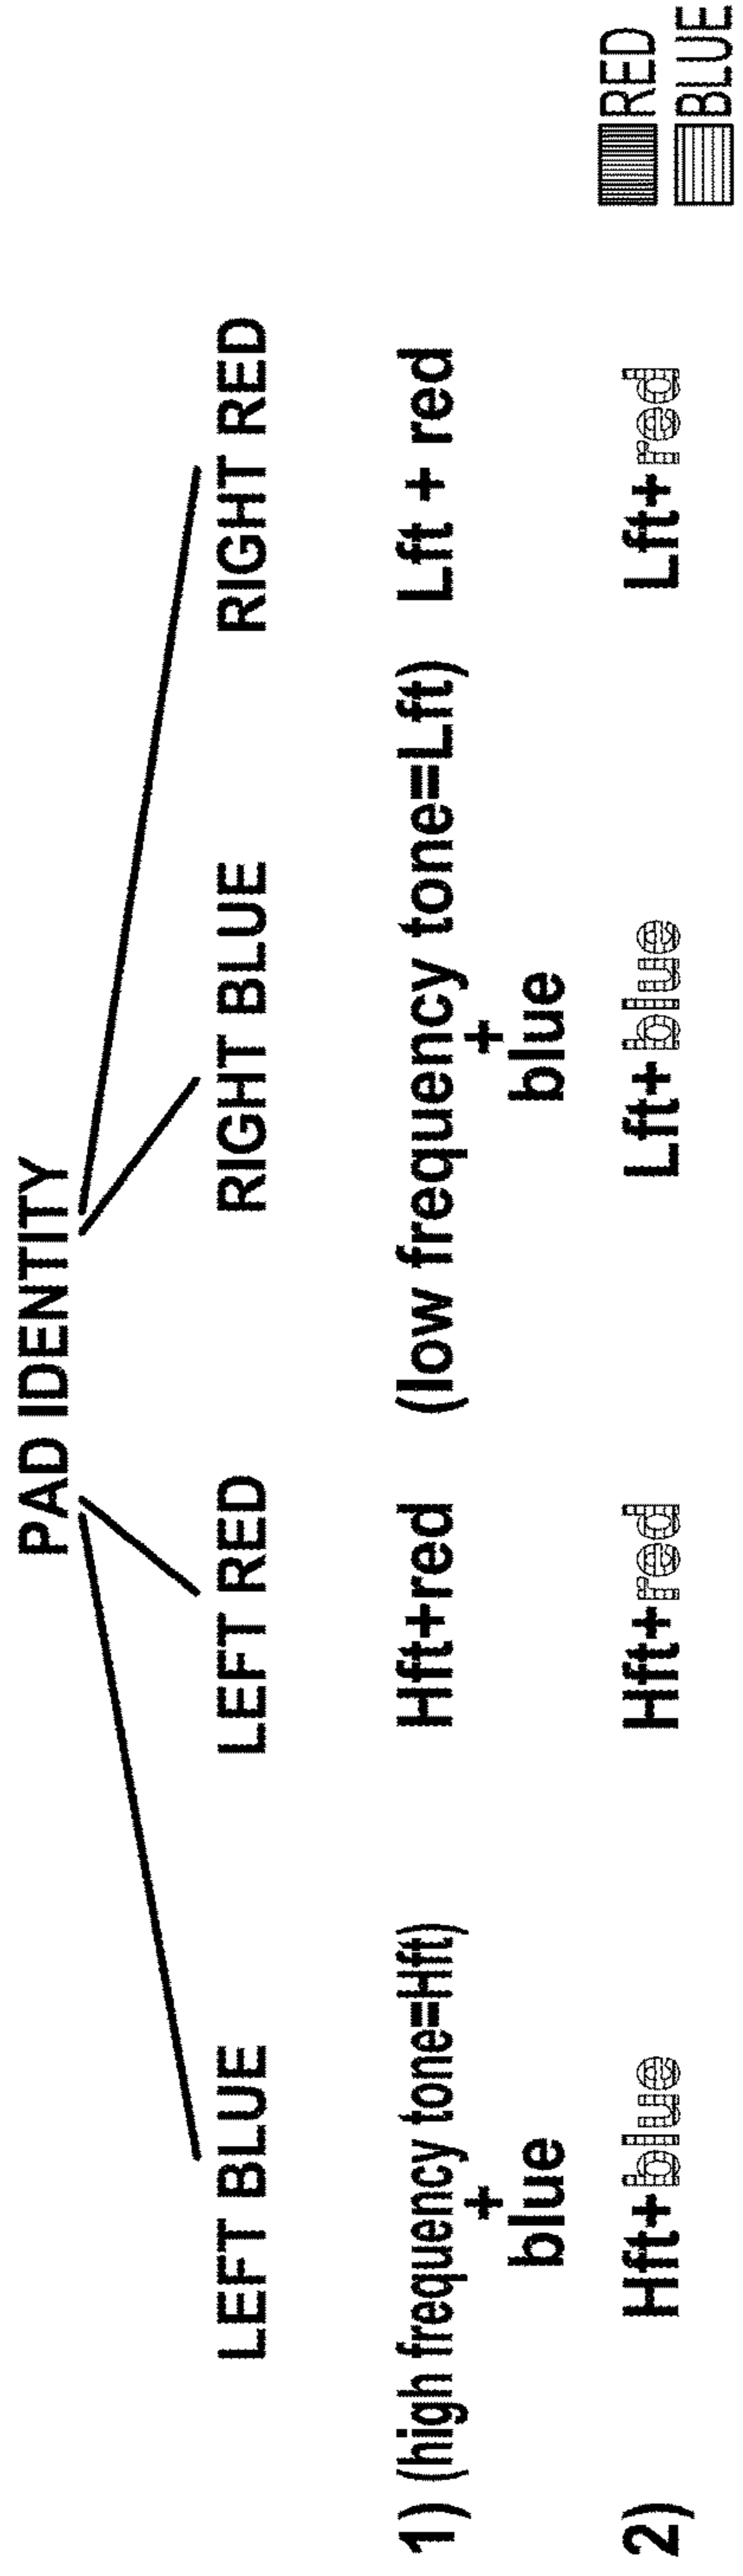 PAD IDENTITY
LEFT BLUE LEFT RED RIGHT BLUE RIGHT RED
1) (high frequency tone=Hft) Hft+red (low frequency tone=Lft) Lft + red
+ +
blue blue
2) Hft+blue Hft+red Lft+blue Lft+red
RED
BLUE